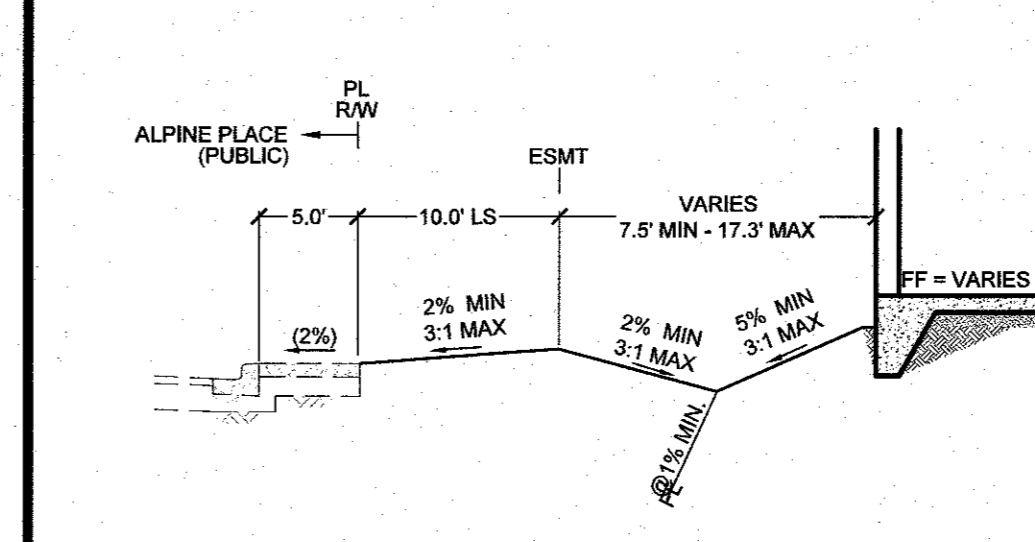 PL
R/W
ALPINE PLACE
(PUBLIC)
ESMT
5.0'
10.0' LS
VARIES
7.5' MIN - 17.3' MAX
FF = VARIES
(2%)
2% MIN
3:1 MAX
2% MIN
3:1 MAX
5% MIN
3:1 MAX
@1% MIN.
FL